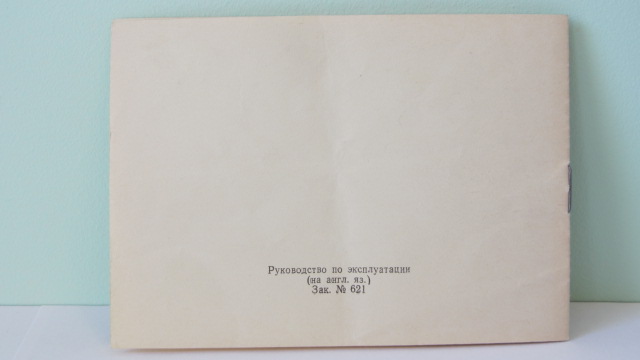 Руководство по эксплуатации
(на англ. яз.)
Зак. № 621